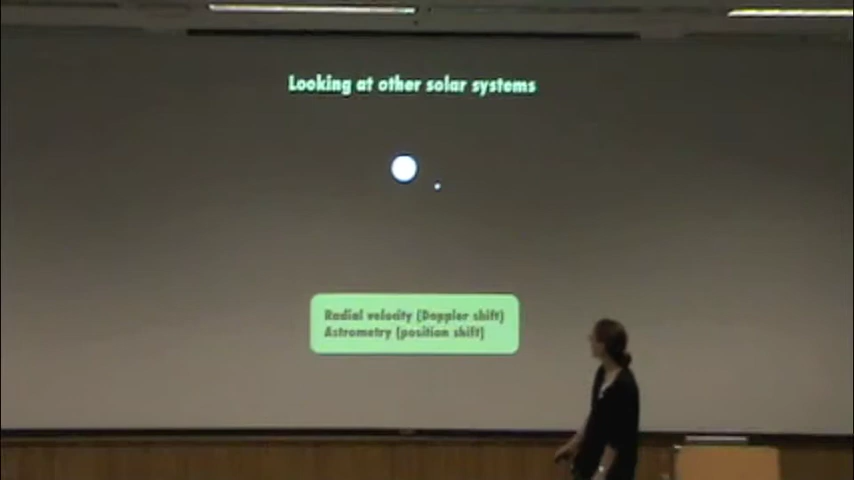 Looking at other solar systems
Radial velocity (Doppler shift)
Astrometry (position shift)